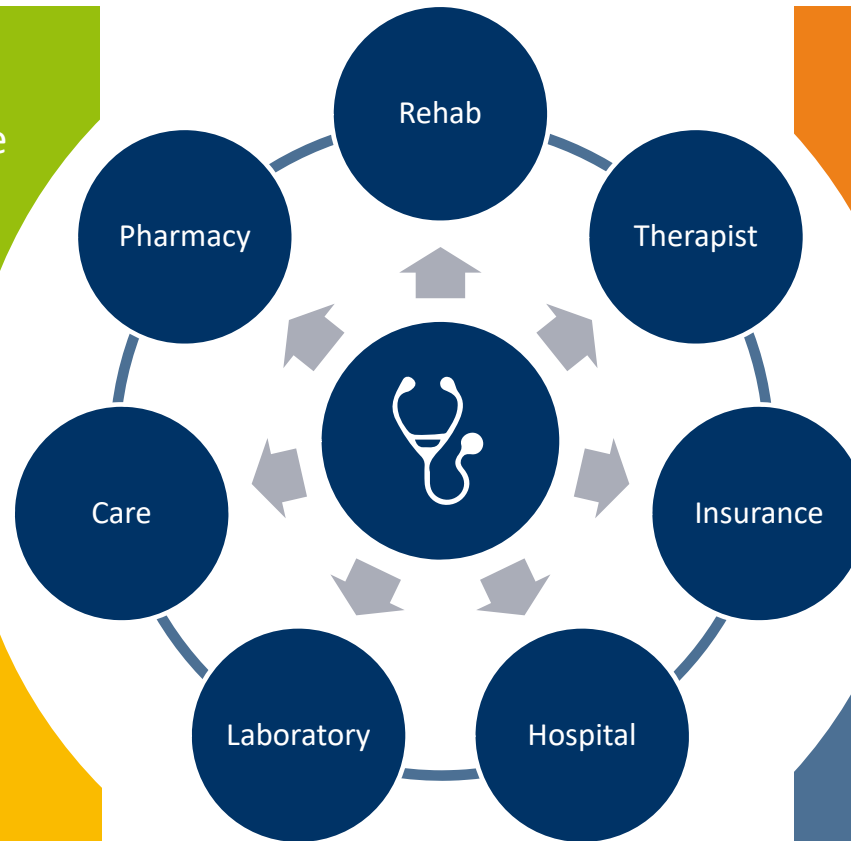 Rehab
Pharmacy
Therapist
Care
Insurance
Laboratory
Hospital